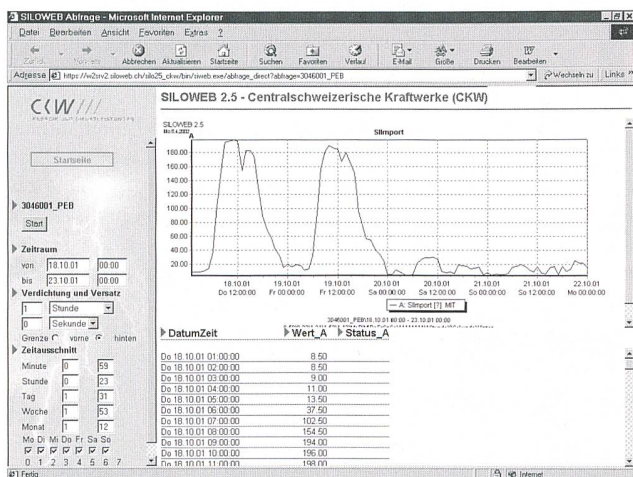 SILOWEB Abfrage - Microsoft Internet Explorer
Datei Bearbeiten Ansicht Favoriten Extras ?
Zurück Vorwärts Abbrechen Aktualisieren Startseite Suchen Favoriten Verlauf E-Mail Größe Drucken Bearbeiten
Adresse https://w2srv2.siloweb.ch/silo25_ckw/bin/siweb.exe/abfrage_direct?abfrage=3046001_PEB Wechseln zu Links »
CKW
Startseite
3046001_PEB
Start
Zeitraum
von 18.10.01 00:00
bis 23.10.01 00:00
Verdichtung und Versatz
1 Stunde
0 Sekunde
Grenze vorne hinten
Zeitausschnitt
Minute 0 59
Stunde 0 23
Tag 1 31
Woche 1 53
Monat 1 12
Mo Di Mi Do Fr Sa So
0 1 2 3 4 5 6 7
SILOWEB 2.5 - Centralschweizerische Kraftwerke (CKW)
SILOWEB 2.5
A
SIImport
180.00
160.00
140.00
120.00
100.00
80.00
60.00
40.00
20.00
18.10.01 19.10.01 19.10.01 20.10.01 20.10.01 21.10.01 21.10.01 22.10.01
Do 12:00:00 Fr 00:00:00 Fr 12:00:00 Sa 00:00:00 Sa 12:00:00 So 00:00:00 So 12:00:00 Mo 00:00:00
A: SIImport [?] MIT
3046001_PEB\18.10.01 00:00 - 23.10.01 00:00
DatumZeit Wert_A Status_A
Do 18.10.01 01:00:00 8.50
Do 18.10.01 02:00:00 8.50
Do 18.10.01 03:00:00 9.00
Do 18.10.01 04:00:00 11.00
Do 18.10.01 05:00:00 13.50
Do 18.10.01 06:00:00 37.50
Do 18.10.01 07:00:00 102.50
Do 18.10.01 08:00:00 154.50
Do 18.10.01 09:00:00 194.00
Do 18.10.01 10:00:00 196.00
Do 18.10.01 11:00:00 198.00
Fertig Internet